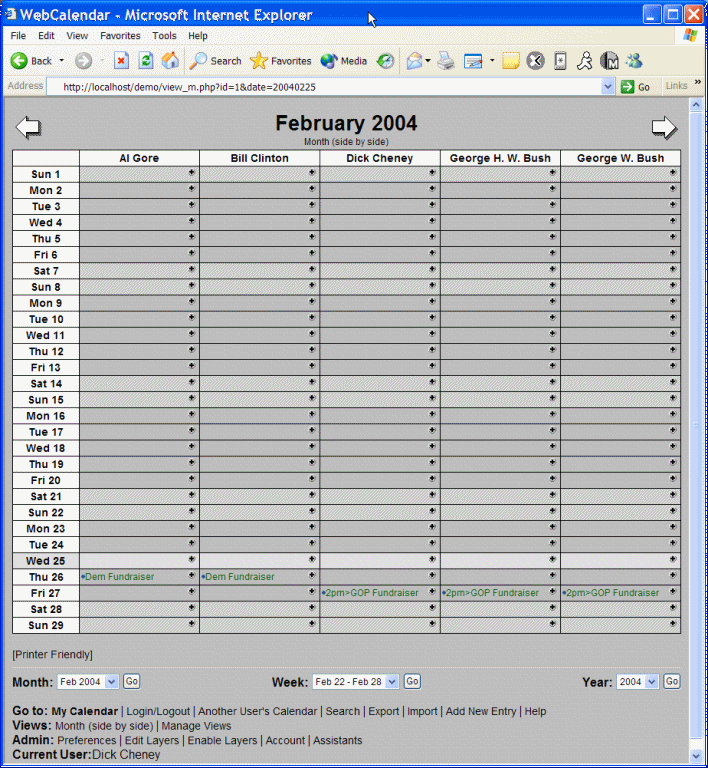 WebCalendar - Microsoft Internet Explorer
File Edit View Favorites Tools Help
Back Search Favorites Media
Address http://localhost/demo/view_m.php?id=1&date=20040225 Go Links »
February 2004
Month (side by side)
Al Gore Bill Clinton Dick Cheney George H. W. Bush George W. Bush
Sun 1
Mon 2
Tue 3
Wed 4
Thu 5
Fri 6
Sat 7
Sun 8
Mon 9
Tue 10
Wed 11
Thu 12
Fri 13
Sat 14
Sun 15
Mon 16
Tue 17
Wed 18
Thu 19
Fri 20
Sat 21
Sun 22
Mon 23
Tue 24
Wed 25
Thu 26 Dem Fundraiser Dem Fundraiser
Fri 27 2pm>GOP Fundraiser 2pm>GOP Fundraiser 2pm>GOP Fundraiser
Sat 28
Sun 29
[Printer Friendly]
Month: Feb 2004 Go Week: Feb 22 - Feb 28 Go Year: 2004 Go
Go to: My Calendar | Login/Logout | Another User's Calendar | Search | Export | Import | Add New Entry | Help
Views: Month (side by side) | Manage Views
Admin: Preferences | Edit Layers | Enable Layers | Account | Assistants
Current User:Dick Cheney